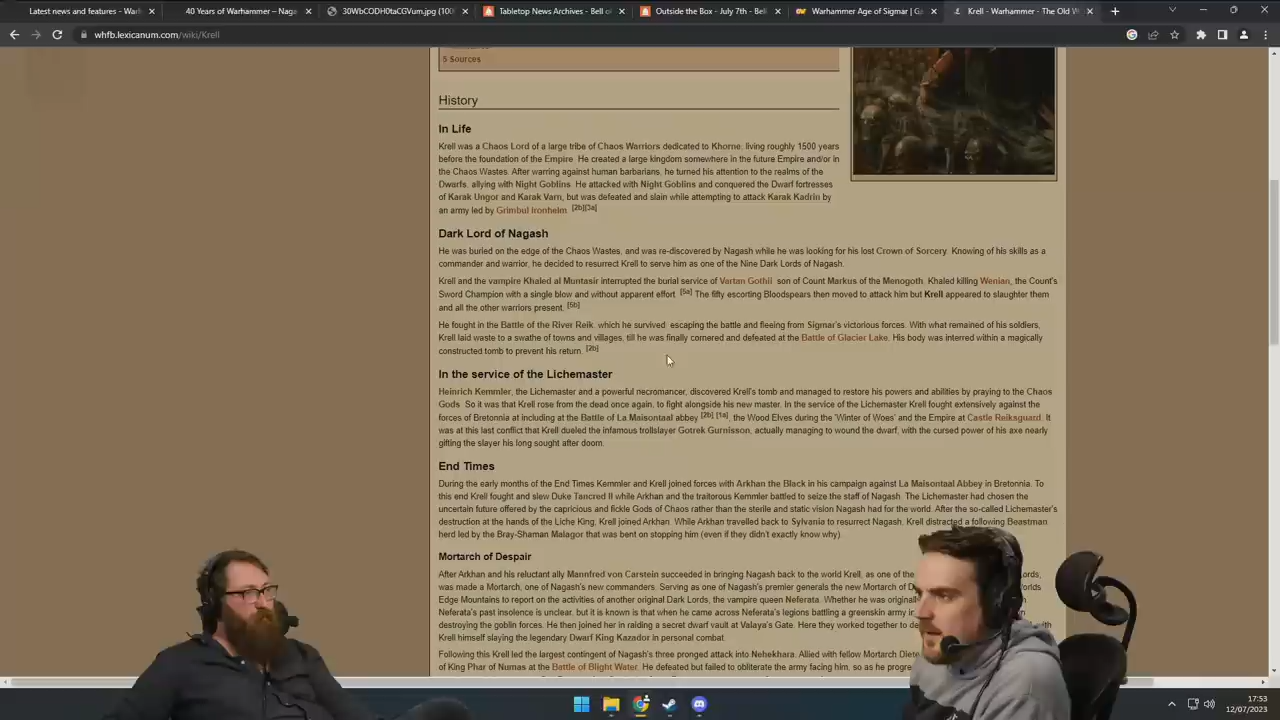 Latest news and features - War
40 Years of Warhammer – Nag
30WbCODH0taCGVum.jpg (100
Tabletop News Archives - Bell o
Outside the Box - July 7th - Bel
Warhammer Age of Sigmar | G
Krell - Warhammer - The Old W
whfb.lexicanum.com/wiki/Krell
5 Sources
History
In Life
Krell was a Chaos Lord of a large tribe of Chaos Warriors dedicated to Khorne, living roughly 1500 years
before the foundation of the Empire. He created a large kingdom somewhere in the future Empire and/or in
the Chaos Wastes. After warring against human barbarians, he turned his attention to the realms of the
Dwarfs, allying with Night Goblins. He attacked with Night Goblins and conquered the Dwarf fortresses
of Karak Ungor and Karak Varn, but was defeated and slain while attempting to attack Karak Kadrin by
an army led by Grimbul Ironhelm. [2b][3a]
Dark Lord of Nagash
He was buried on the edge of the Chaos Wastes, and was re-discovered by Nagash while he was looking for his lost Crown of Sorcery. Knowing of his skills as a
commander and warrior, he decided to resurrect Krell to serve him as one of the Nine Dark Lords of Nagash.
Krell and the vampire Khaled al Muntasir interrupted the burial service of Vartan Gothii son of Count Markus of the Menogoth, Khaled killing Wenian, the Count's
Sword Champion with a single blow and without apparent effort. [5a] The fifty escorting Bloodspears then moved to attack him but Krell appeared to slaughter them
and all the other warriors present. [5b]
He fought in the Battle of the River Reik, which he survived, escaping the battle and fleeing from Sigmar's victorious forces. With what remained of his soldiers,
Krell laid waste to a swathe of towns and villages, till he was finally cornered and defeated at the Battle of Glacier Lake. His body was interred within a magically
constructed tomb to prevent his return. [2b]
In the service of the Lichemaster
Heinrich Kemmler, the Lichemaster and a powerful necromancer, discovered Krell's tomb and managed to restore his powers and abilities by praying to the Chaos
Gods. So it was that Krell rose from the dead once again, to fight alongside his new master. In the service of the Lichemaster Krell fought extensively against the
forces of Bretonnia at including at the Battle of La Maisontaal abbey [2b] [1a], the Wood Elves during the 'Winter of Woes' and the Empire at Castle Reiksguard. It
was at this last conflict that Krell dueled the infamous trollslayer Gotrek Gurnisson, actually managing to wound the dwarf, with the cursed power of his axe nearly
gifting the slayer his long sought after doom.
End Times
During the early months of the End Times Kemmler and Krell joined forces with Arkhan the Black in his campaign against La Maisontaal Abbey in Bretonnia. To
this end Krell fought and slew Duke Tancred II while Arkhan and the traitorous Kemmler battled to seize the staff of Nagash. The Lichemaster had chosen the
uncertain future offered by the capricious and fickle Gods of Chaos rather than the sterile and static vision Nagash had for the world. After the so-called Lichemaster's
destruction at the hands of the Liche King, Krell joined Arkhan. While Arkhan travelled back to Sylvania to resurrect Nagash, Krell distracted a following Beastman
herd led by the Bray-Shaman Malagor that was bent on stopping him (even if they didn't exactly know why).
Mortarch of Despair
After Arkhan and his reluctant ally Mannfred von Carstein succeeded in bringing Nagash back to the world Krell, as one of the ords,
was made a Mortarch, one of Nagash's new commanders. Serving as one of Nagash's premier generals the new Mortarch of D orlds
Edge Mountains to report on the activities of another original Dark Lords, the vampire queen Neferata. Whether he was original
Neferata's past insolence is unclear, but it is known is that when he came across Neferata's legions battling a greenskin army i
destroying the goblin forces. He then joined her in raiding a secret dwarf vault at Valaya's Gate. Here they worked together to de with
Krell himself slaying the legendary Dwarf King Kazador in personal combat.
Following this Krell led the largest contingent of Nagash's three pronged attack into Nehekhara. Allied with fellow Mortarch Diete
of King Phar of Numas at the Battle of Blight Water. He defeated but failed to obliterate the army facing him, so as he progre
17:53
12/07/2023